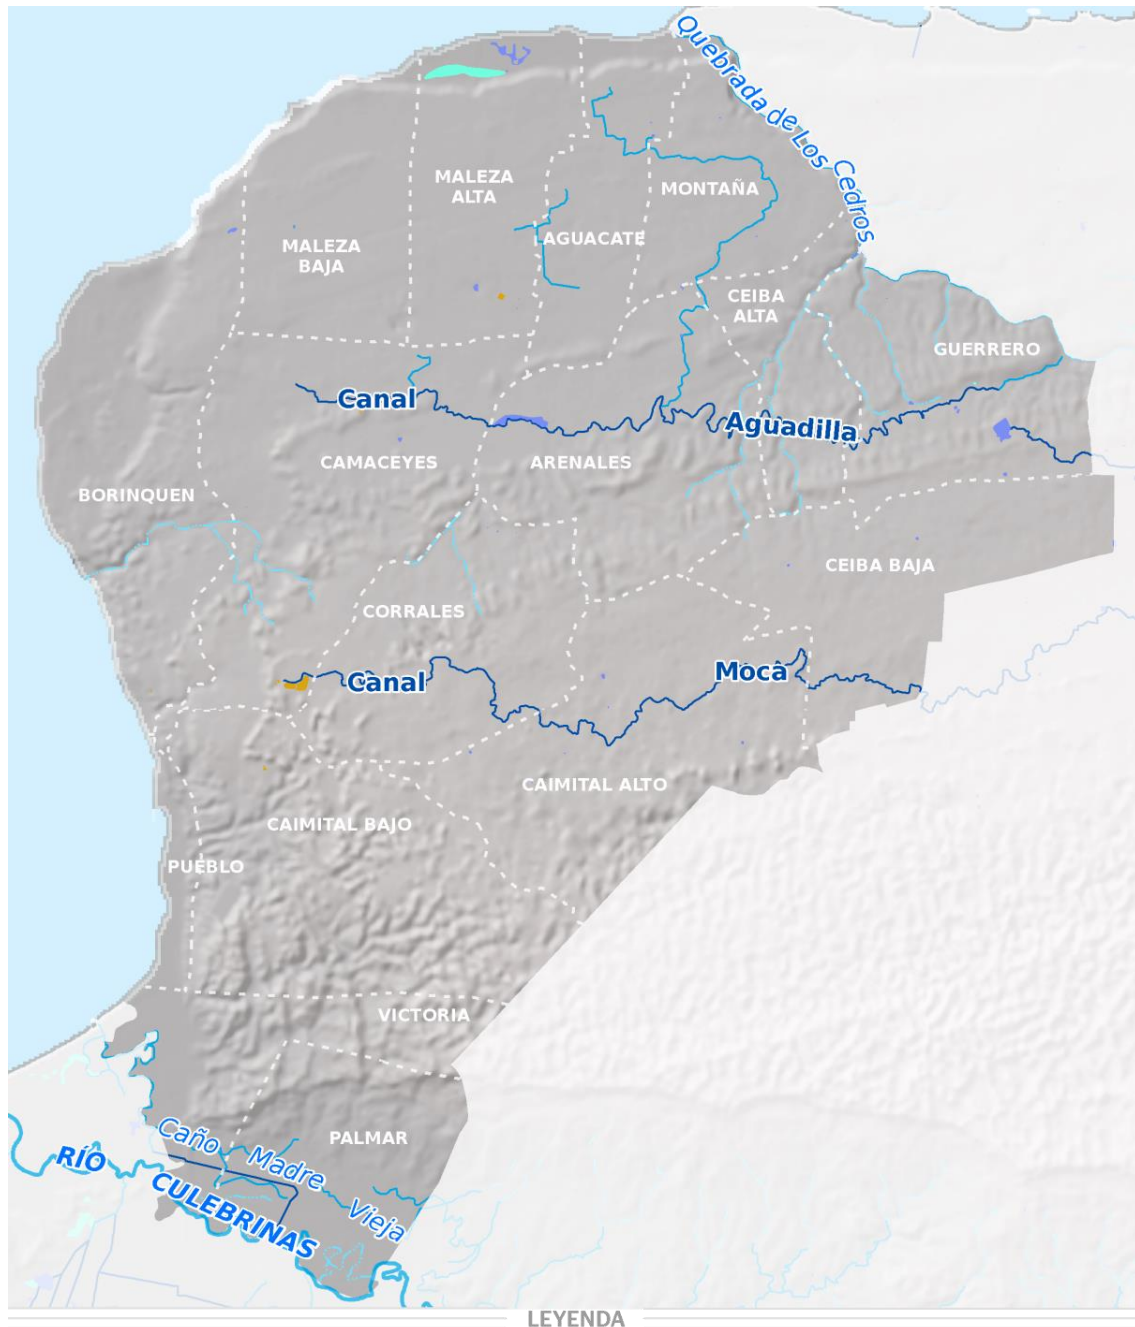 Quebrada de Los Cedros
MALEZA
ALTA
MONTAÑA
AGUACATE
MALEZA
BAJA
CEIBA
ALTA
GUERRERO
Canal Aguadilla
CAMACEYES
ARENALES
BORINQUEN
CEIBA BAJA
CORRALES
Canal Moca
CAIMITAL ALTO
CAIMITAL BAJO
PUEBLO
VICTORIA
PALMAR
Caño Madre Vieja
RÍO CULEBRINAS
LEYENDA